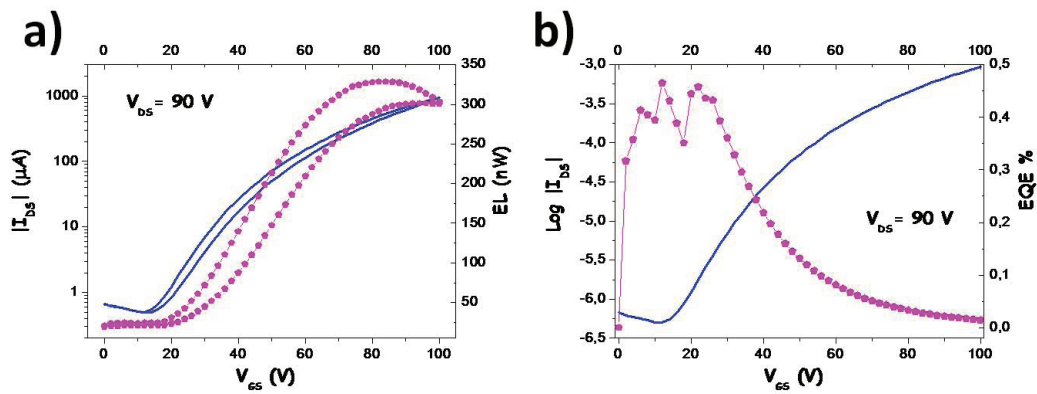 a)
0 20 40 60 80 100
350
300
250
200
150
100
50
1000
100
10
1
|I_DS| (µA)
EL (nW)
V_DS= 90 V
0 20 40 60 80 100
V_GS (V)
b)
0 20 40 60 80 100
-3,0
-3,5
-4,0
-4,5
-5,0
-5,5
-6,0
-6,5
0,5
0,4
0,3
0,2
0,1
0,0
Log |I_DS|
EQE %
V_DS= 90 V
0 20 40 60 80 100
V_GS (V)